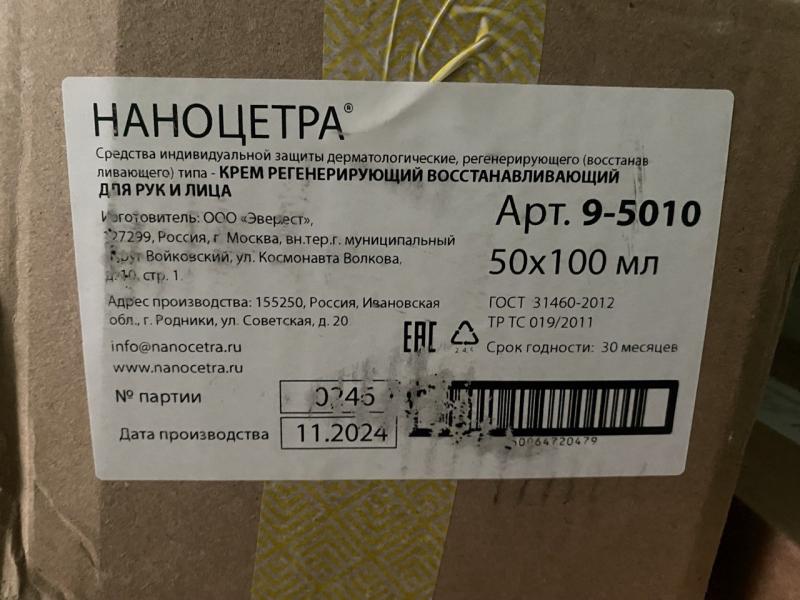 НАНОЦЕТРА®
Средства индивидуальной защиты дерматологические, регенерирующего (восстанав
ливающего) типа - КРЕМ РЕГЕНЕРИРУЮЩИЙ ВОССТАНАВЛИВАЮЩИЙ
ДЛЯ РУК И ЛИЦА
Арт. 9-5010
50х100 мл
Изготовитель: ООО «Эверест»,
Россия, г Москва, вн.тер.г. муниципальный
Войковский, ул. Космонавта Волкова,
стр. 1.
Адрес производства: 155250, Россия, Ивановская
обл., г. Родники, ул. Советская, д. 20
ГОСТ 31460-2012
ТР ТС 019/2011
EAC
Срок годности: 30 месяцев
info@nanocetra.ru
www.nanocetra.ru
№ партии
Дата производства 11.2024